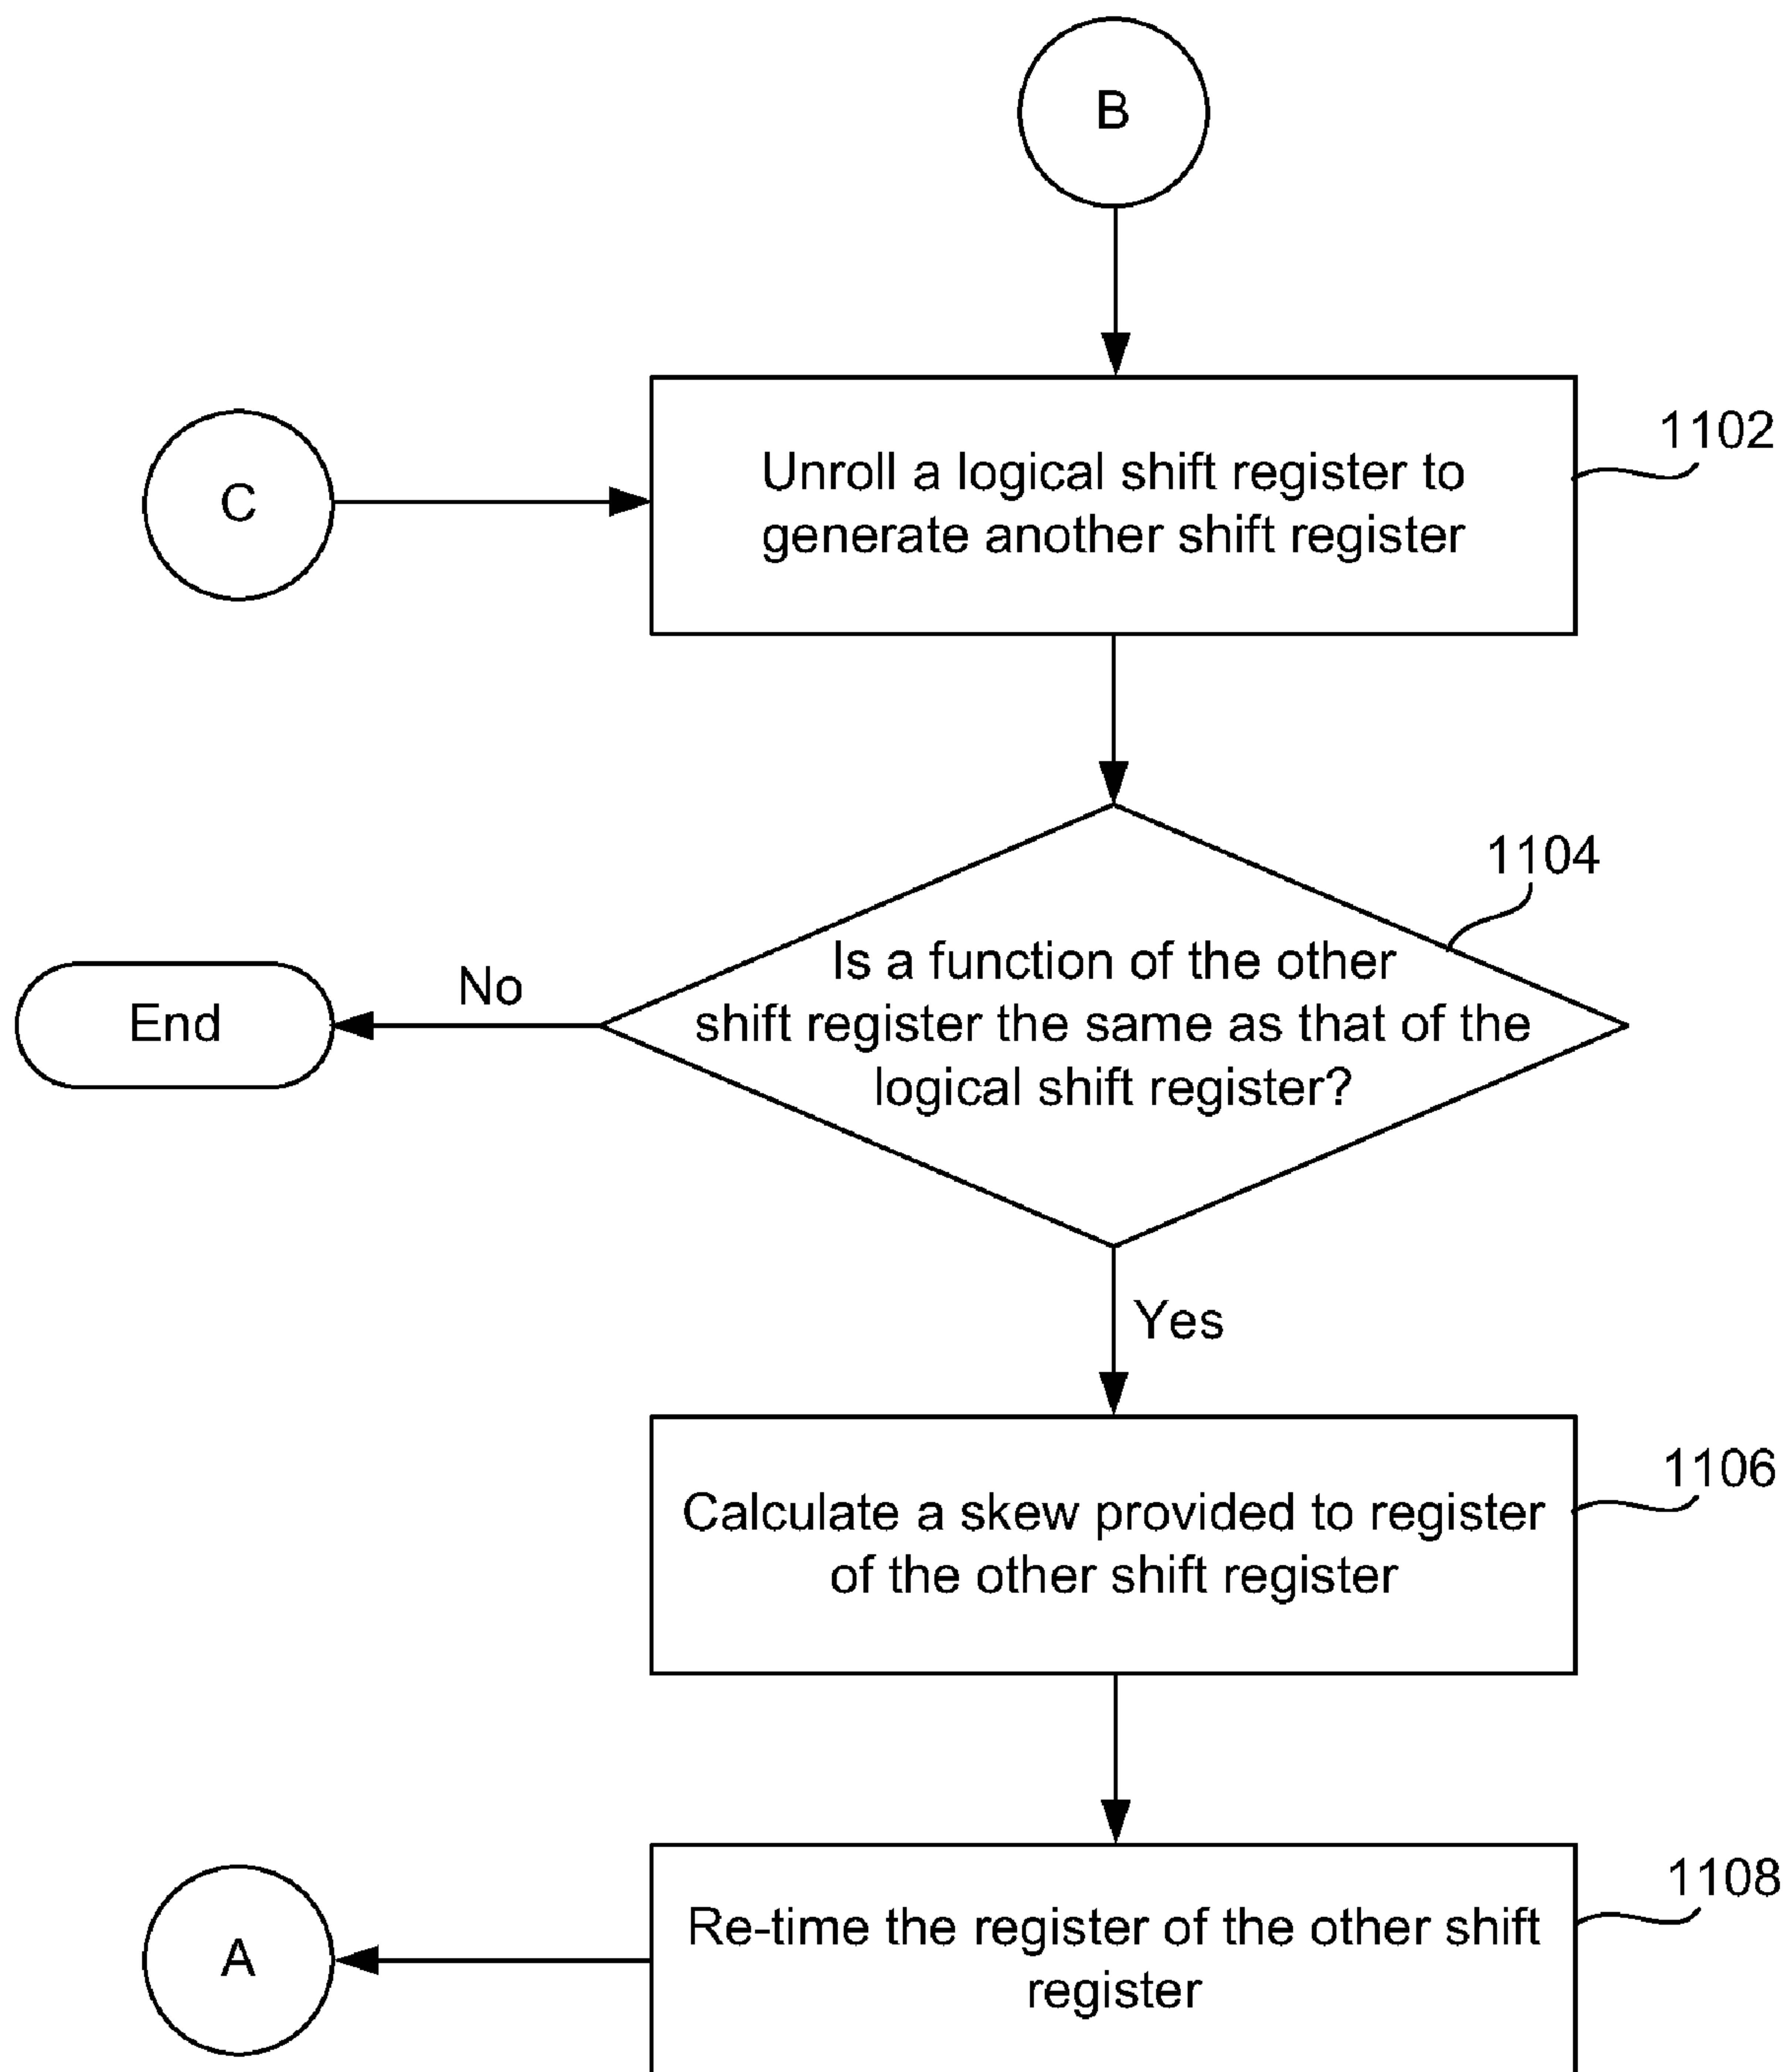 B
1102
Unroll a logical shift register to
generate another shift register
C
1104
Is a function of the other
shift register the same as that of the
logical shift register?
No
End
Yes
1106
Calculate a skew provided to register
of the other shift register
1108
Re-time the register of the other shift
register
A